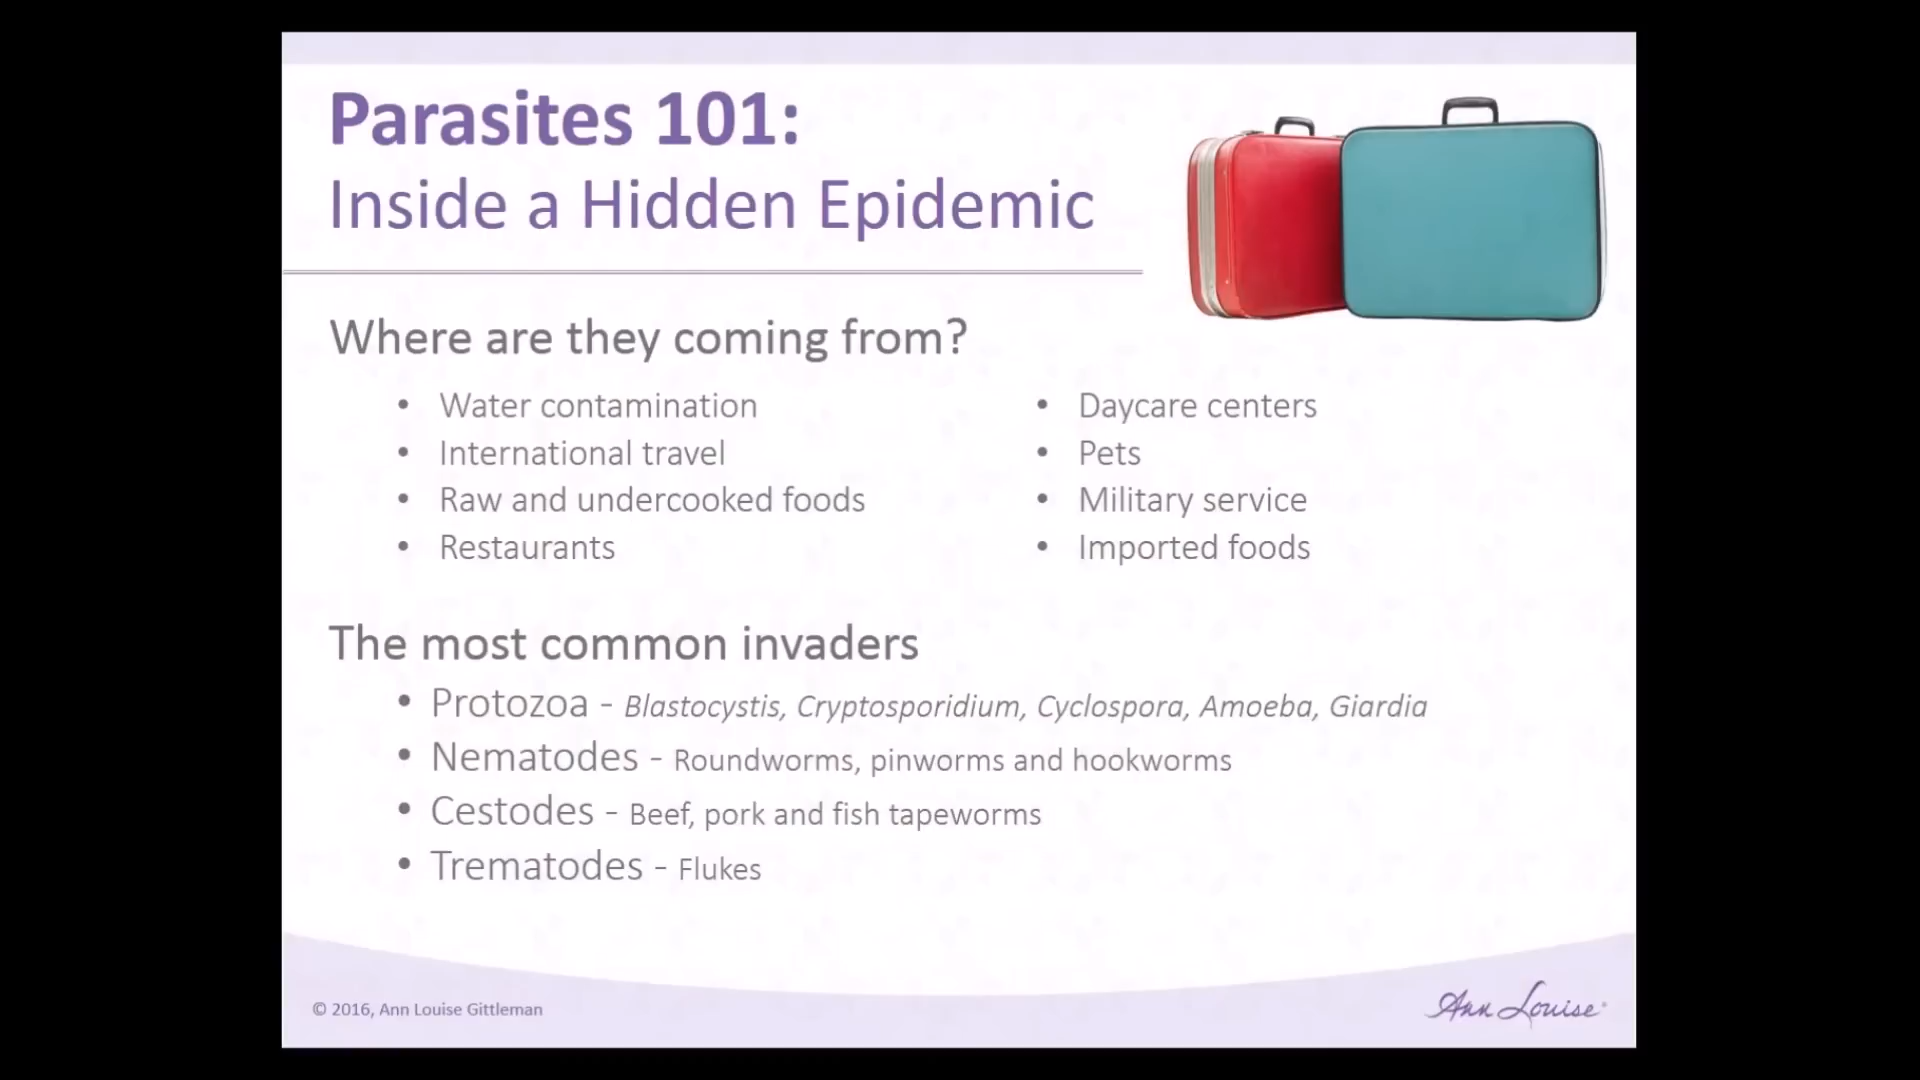 Parasites 101:
Inside a Hidden Epidemic
Where are they coming from?
• Water contamination
• International travel
• Raw and undercooked foods
• Restaurants
• Daycare centers
• Pets
• Military service
• Imported foods
The most common invaders
• Protozoa - Blastocystis, Cryptosporidium, Cyclospora, Amoeba, Giardia
• Nematodes - Roundworms, pinworms and hookworms
• Cestodes - Beef, pork and fish tapeworms
• Trematodes - Flukes
© 2016, Ann Louise Gittleman
Ann Louise